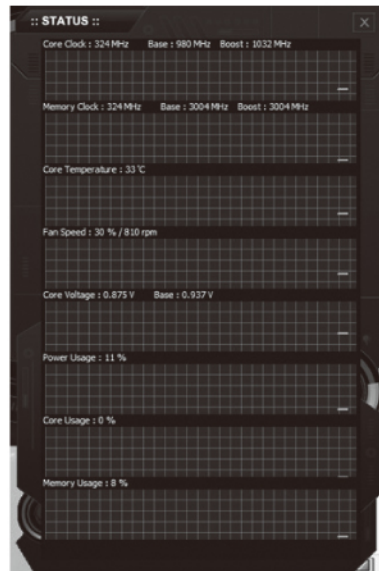 :: STATUS ::
Core Clock : 324 MHz Base : 980 MHz Boost : 1032 MHz
Memory Clock : 324 MHz Base : 3004 MHz Boost : 3004 MHz
Core Temperature : 33°C
Fan Speed : 30 % / 810 rpm
Core Voltage : 0.875 V Base : 0.937 V
Power Usage : 11 %
Core Usage : 0 %
Memory Usage : 8 %